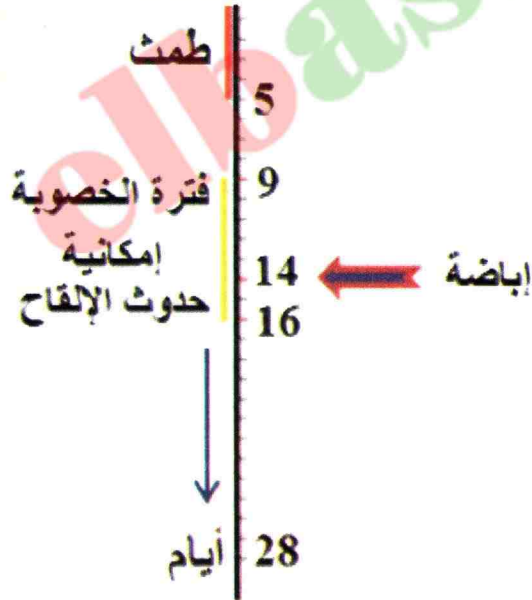 طمث
5
9
فترة الخصوبة
إمكانية
14
إباضة
حدوث الإلقاح
16
28
أيام
elbas